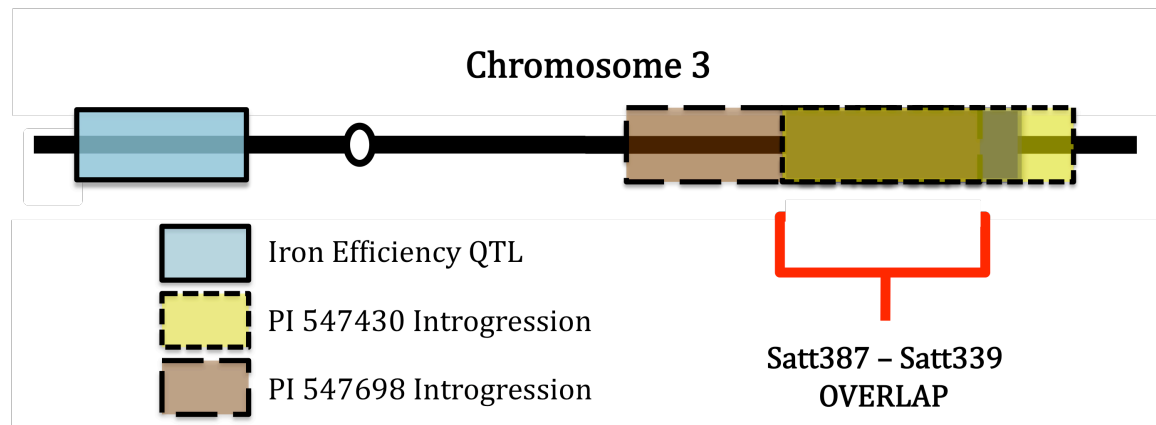 Chromosome 3
Iron Efficiency QTL
PI 547430 Introgression
PI 547698 Introgression
Satt387 – Satt339
OVERLAP